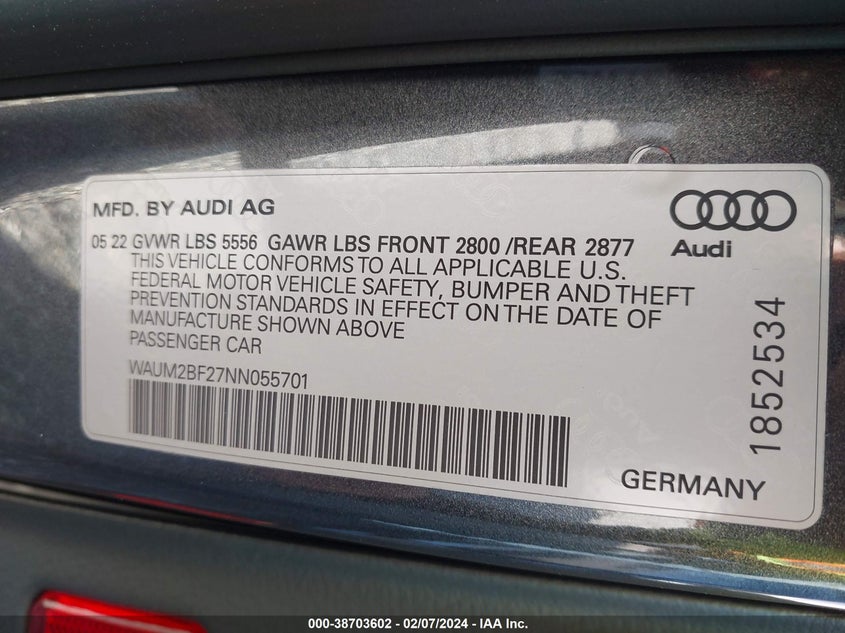 MFD. BY AUDI AG
Audi
05 22 GVWR LBS 5556 GAWR LBS FRONT 2800 /REAR 2877
THIS VEHICLE CONFORMS TO ALL APPLICABLE U.S.
FEDERAL MOTOR VEHICLE SAFETY, BUMPER AND THEFT
PREVENTION STANDARDS IN EFFECT ON THE DATE OF
MANUFACTURE SHOWN ABOVE
PASSENGER CAR
WAUM2BF27NN055701
1852534
GERMANY
000-38703602 - 02/07/2024 - IAA Inc.